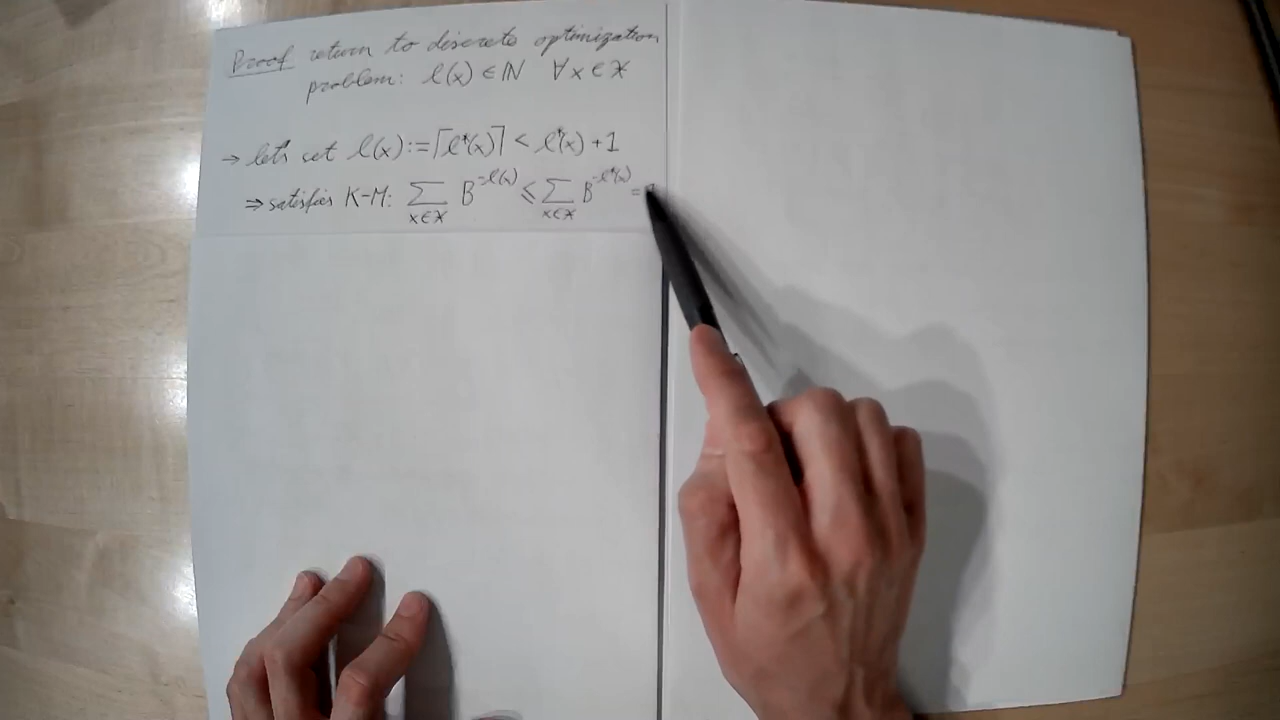 Proof return to discrete optimization
problem: ℓ(x) ∈ ℕ ∀ x ∈ 𝒳
→ let's set ℓ(x) := ⌈ℓ*(x)⌉ < ℓ*(x) + 1
⇒ satisfies K-M: ∑_{x∈𝒳} B^{-ℓ(x)} ≤ ∑_{x∈𝒳} B^{-ℓ*(x)} =